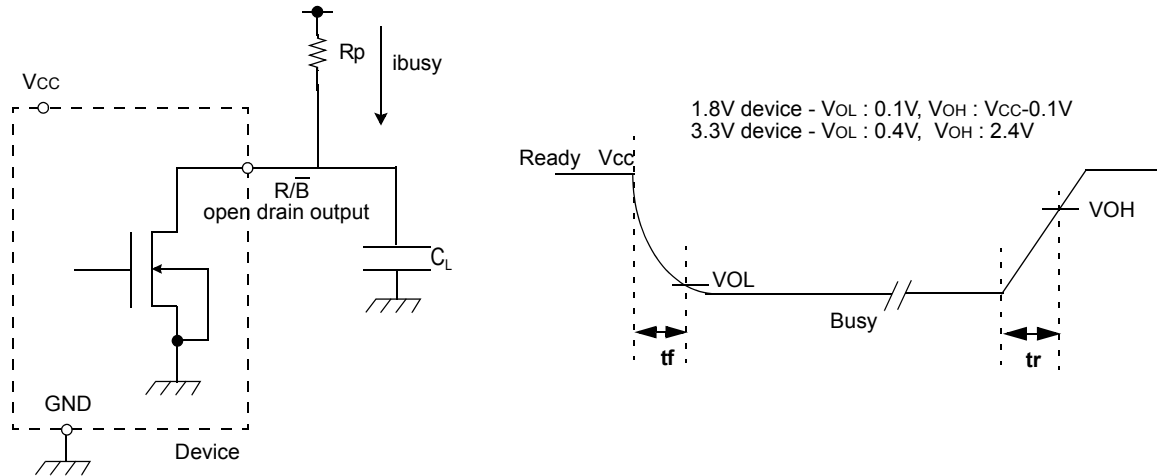 Rp
ibusy
VCC
R/B̅
open drain output
CL
GND
Device
1.8V device - VOL : 0.1V, VOH : VCC-0.1V
3.3V device - VOL : 0.4V, VOH : 2.4V
Ready Vcc
VOH
VOL
Busy
tf
tr